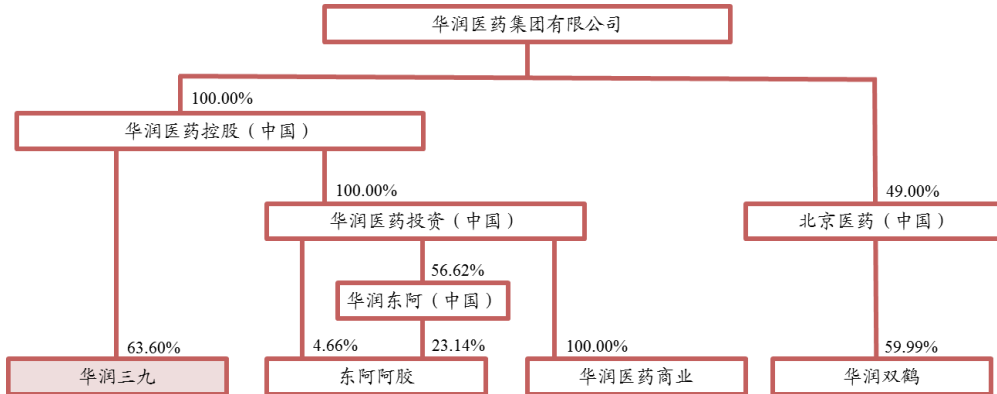 华润医药集团有限公司
100.00%
华润医药控股（中国）
100.00%
49.00%
华润医药投资（中国）
北京医药（中国）
56.62%
华润东阿（中国）
63.60%
4.66%
23.14%
100.00%
59.99%
华润三九
东阿阿胶
华润医药商业
华润双鹤